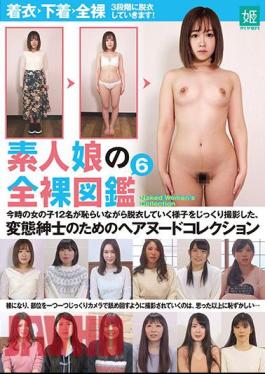 着衣▶下着▶全裸
3段階に脱衣
していきます!
姫
素人娘の
全裸図鑑
6
Naked Women's
Collection
今時の女の子12名が恥らいながら脱衣していく様子をじっくり撮影した、
変態紳士のためのヘアヌードコレクション
裸になり、部位を一つ一つじっくりカメラで舐め回すように撮影されていくのは、思った以上に恥ずかしい…